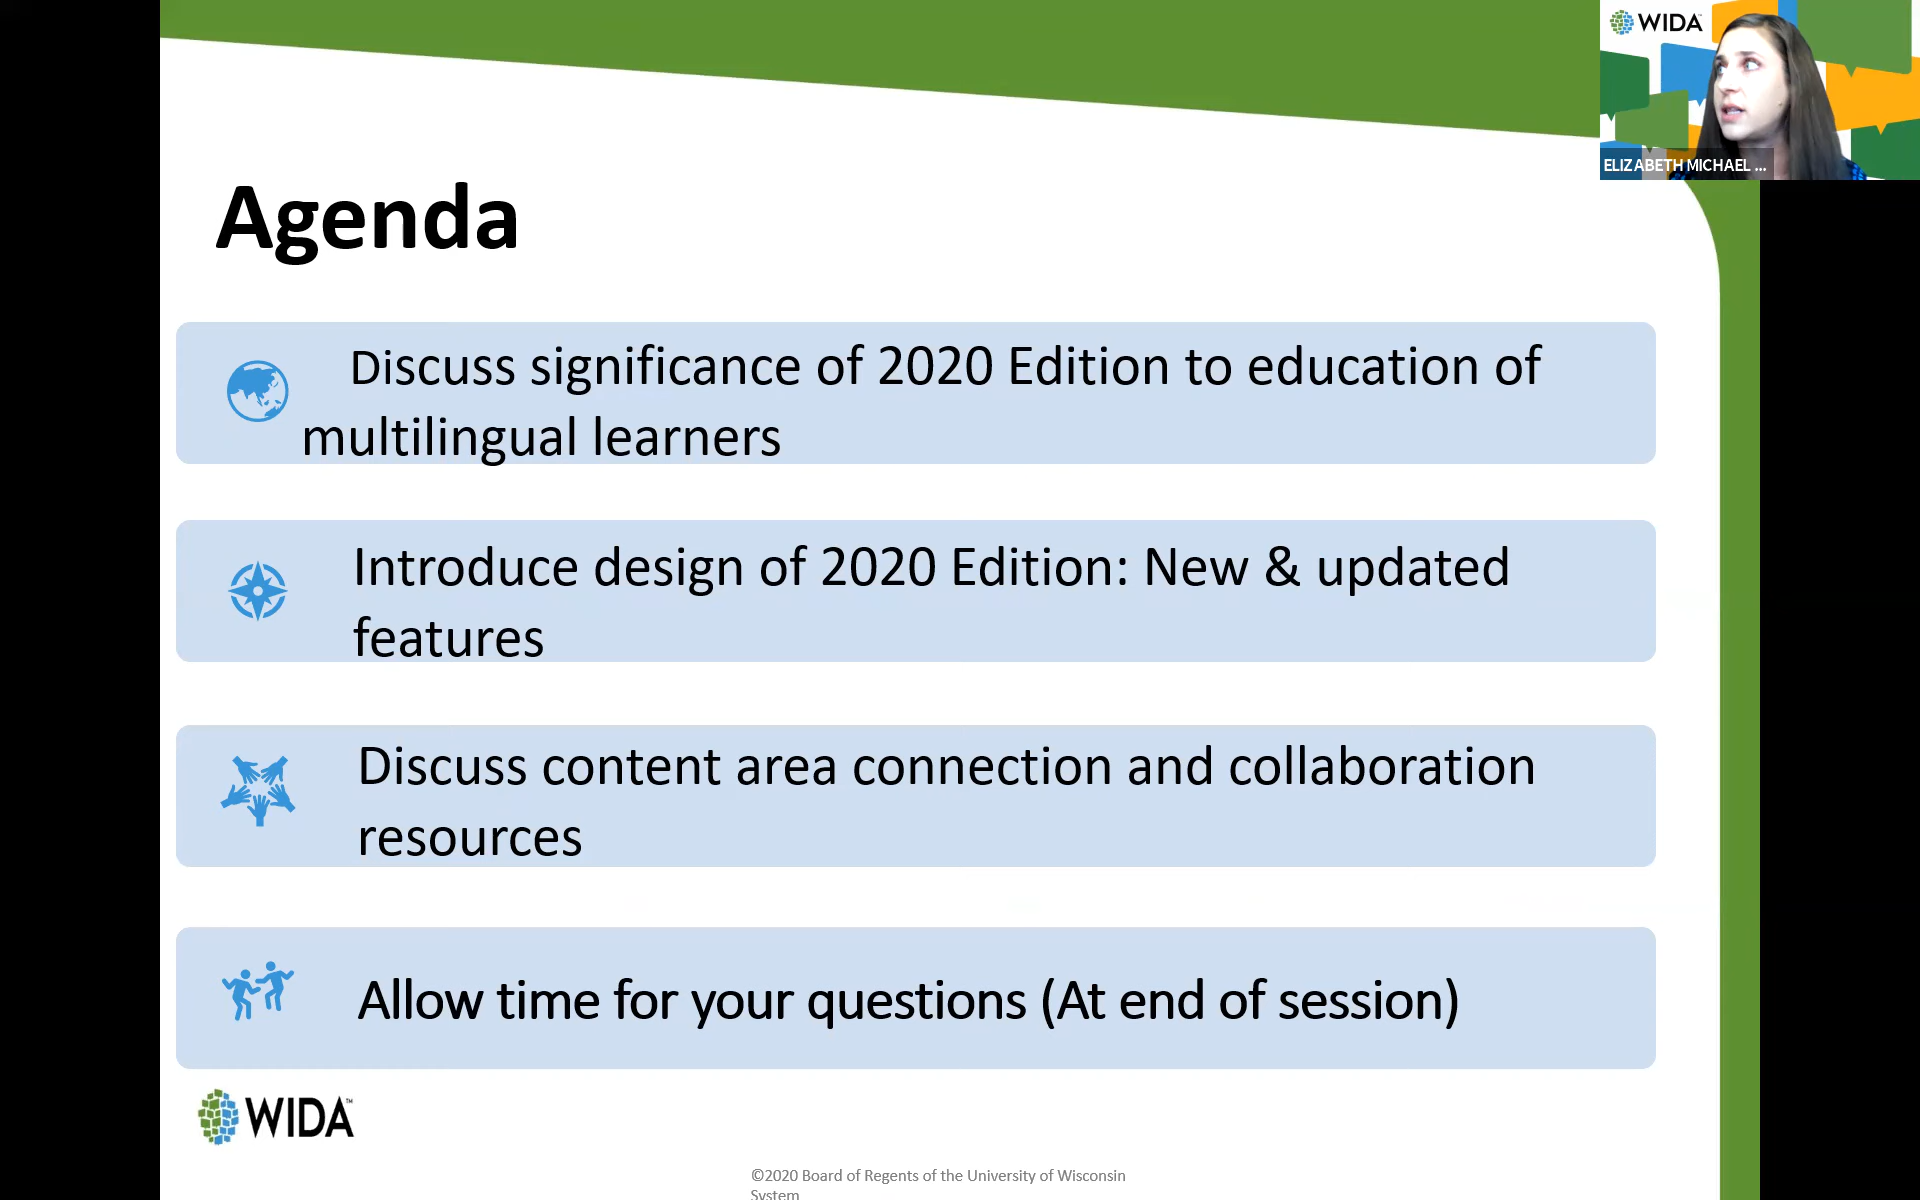 WIDA
ELIZABETH MICHAEL ...
Agenda
Discuss significance of 2020 Edition to education of
multilingual learners
Introduce design of 2020 Edition: New & updated
features
Discuss content area connection and collaboration
resources
Allow time for your questions (At end of session)
WIDA™
©2020 Board of Regents of the University of Wisconsin
System